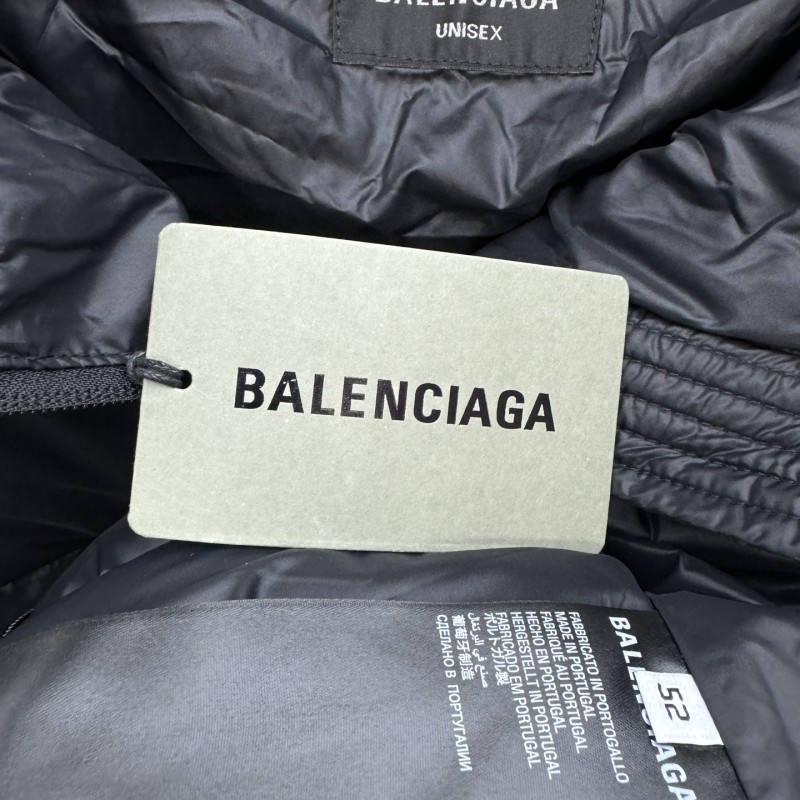 BALENCIAGA
UNISEX
BALENCIAGA
BALENCIAGA
52
FABBRICATO IN PORTOGALLO
MADE IN PORTUGAL
FABRIQUÉ AU PORTUGAL
HECHO EN PORTUGAL
HERGESTELLT IN PORTUGAL
FABRICADO EM PORTUGAL
ポルトガル製
صنع في البرتغال
葡萄牙制造
СДЕЛАНО В ПОРТУГАЛИИ